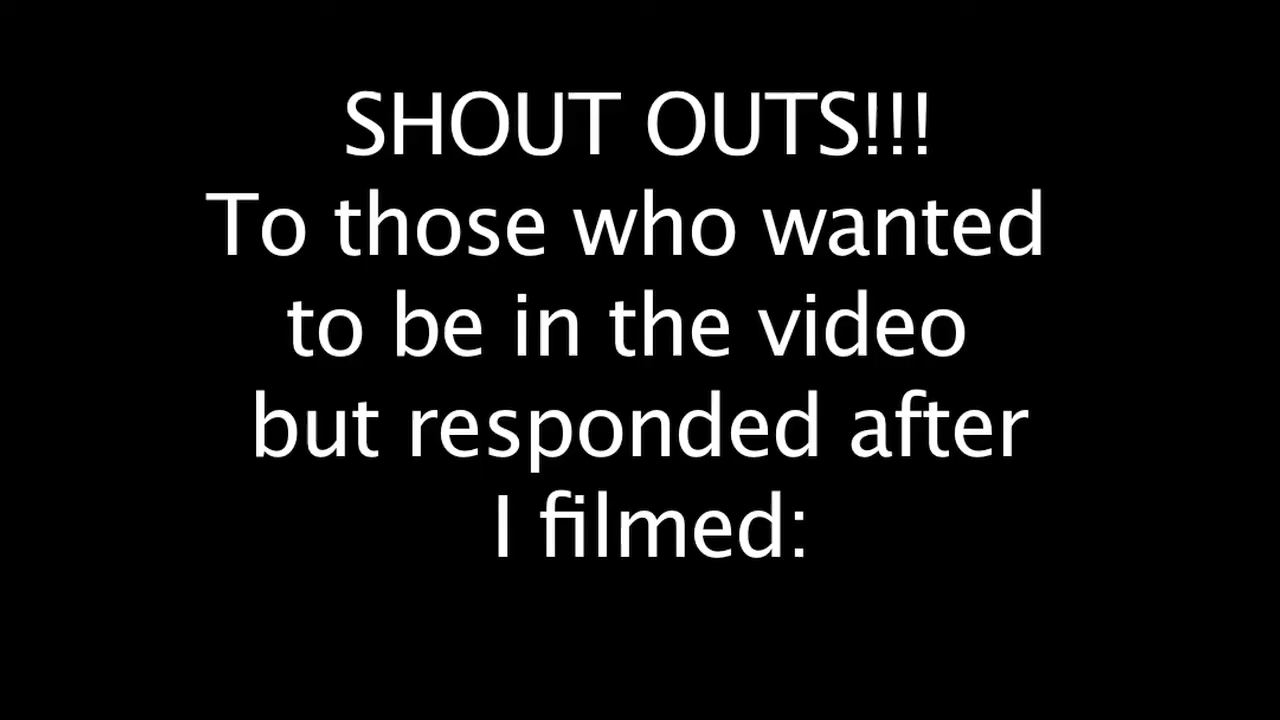 SHOUT OUTS!!!
To those who wanted
to be in the video
but responded after
I filmed: